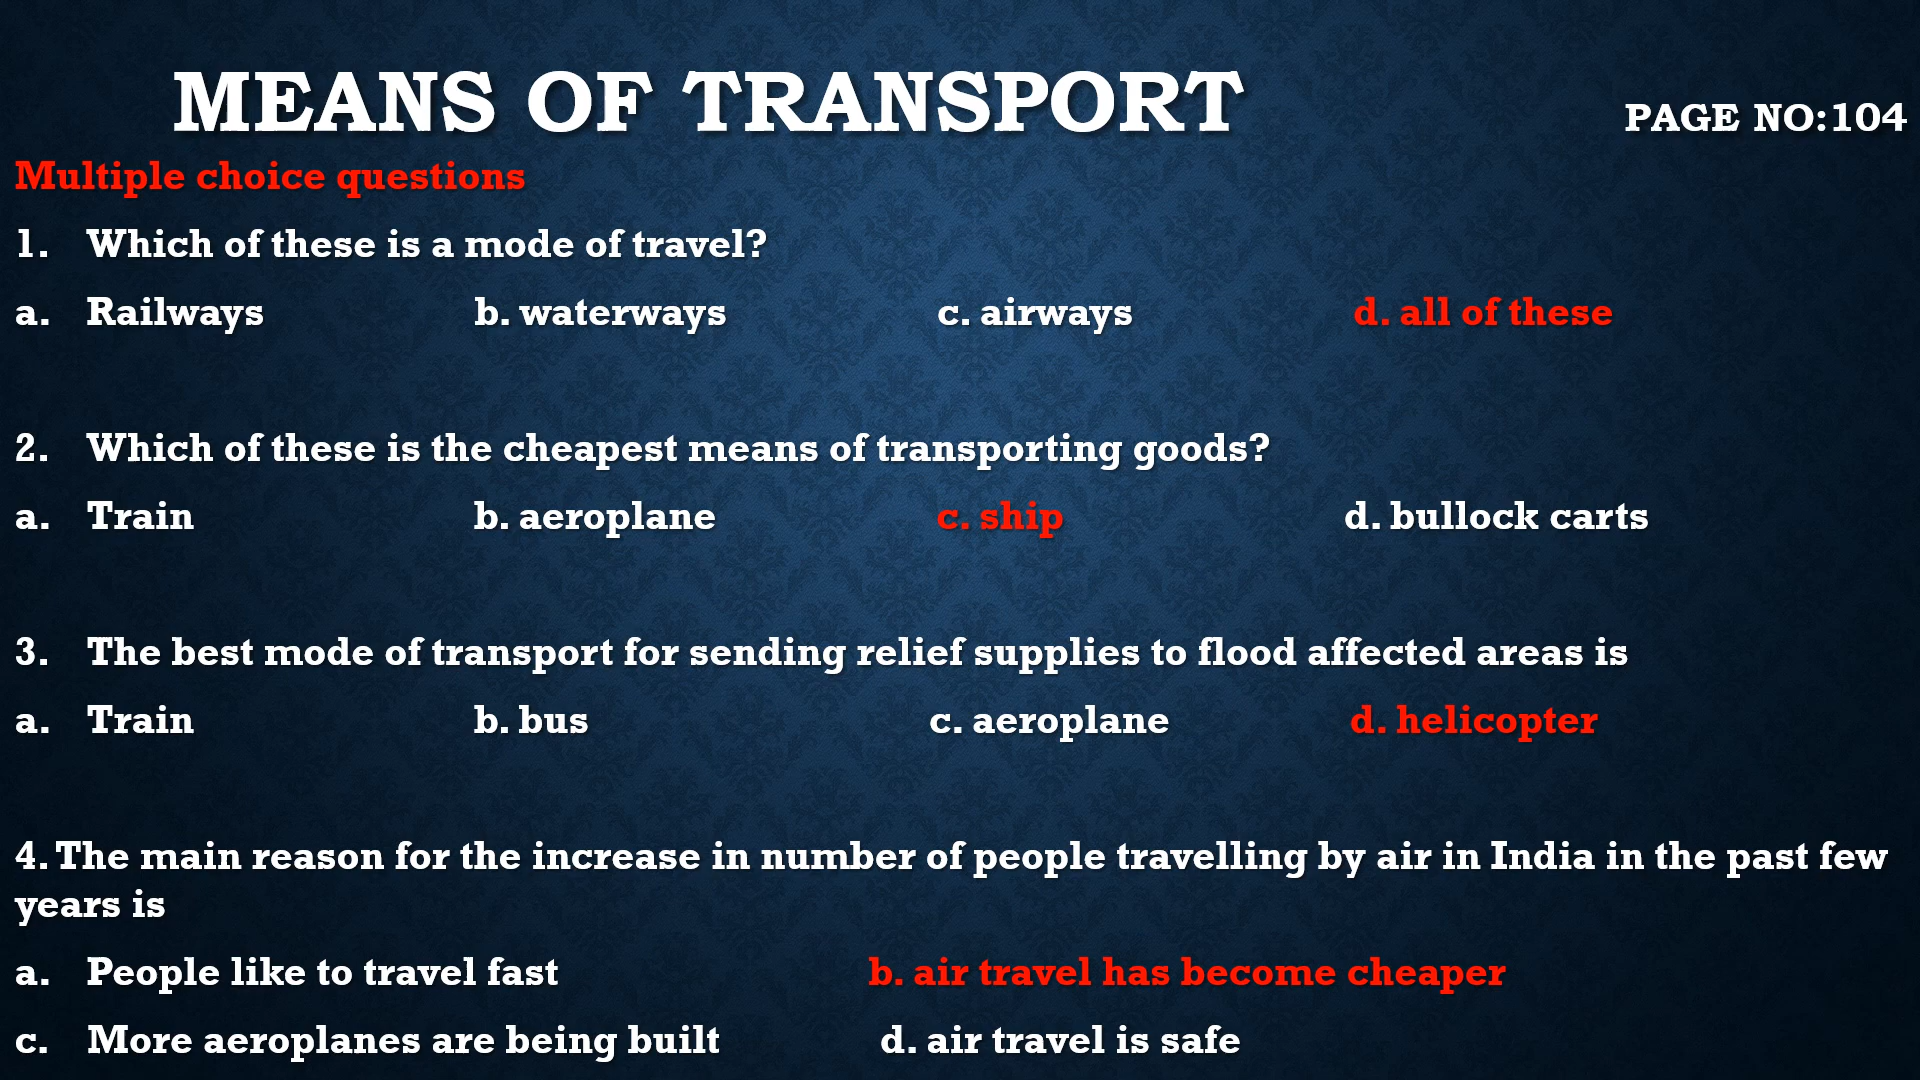 MEANS OF TRANSPORT PAGE NO:104
Multiple choice questions
1. Which of these is a mode of travel?
a. Railways b. waterways c. airways d. all of these
2. Which of these is the cheapest means of transporting goods?
a. Train b. aeroplane c. ship d. bullock carts
3. The best mode of transport for sending relief supplies to flood affected areas is
a. Train b. bus c. aeroplane d. helicopter
4. The main reason for the increase in number of people travelling by air in India in the past few
years is
a. People like to travel fast b. air travel has become cheaper
c. More aeroplanes are being built d. air travel is safe